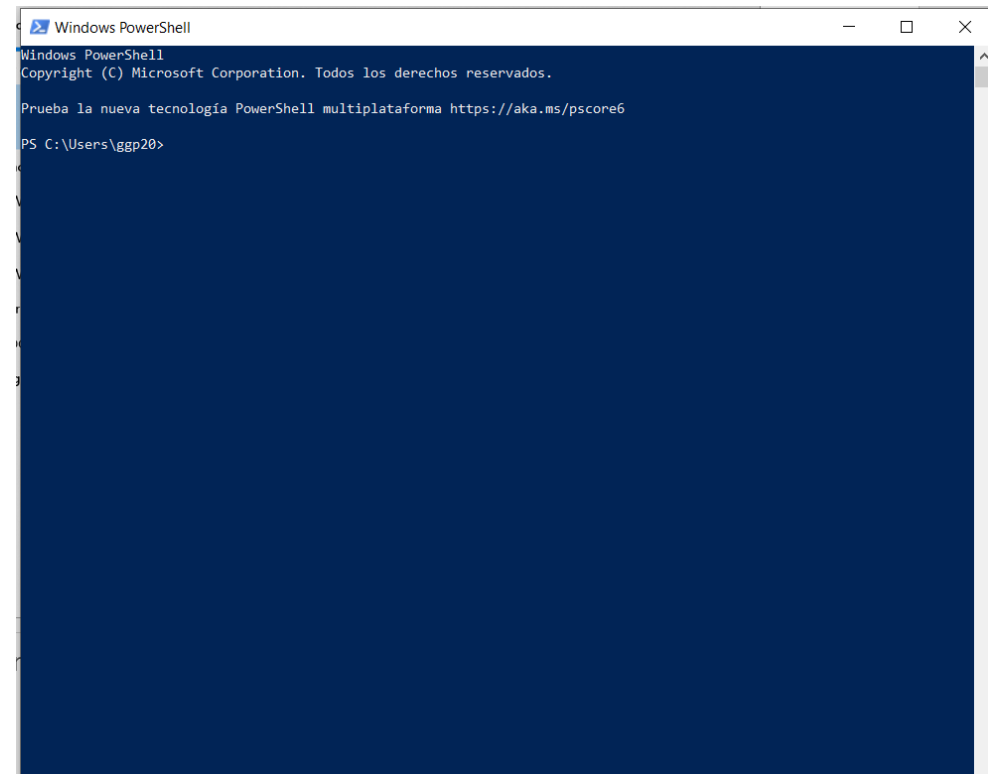 Windows PowerShell
Windows PowerShell
Copyright (C) Microsoft Corporation. Todos los derechos reservados.
Prueba la nueva tecnología PowerShell multiplataforma https://aka.ms/pscore6
PS C:\Users\ggp20>